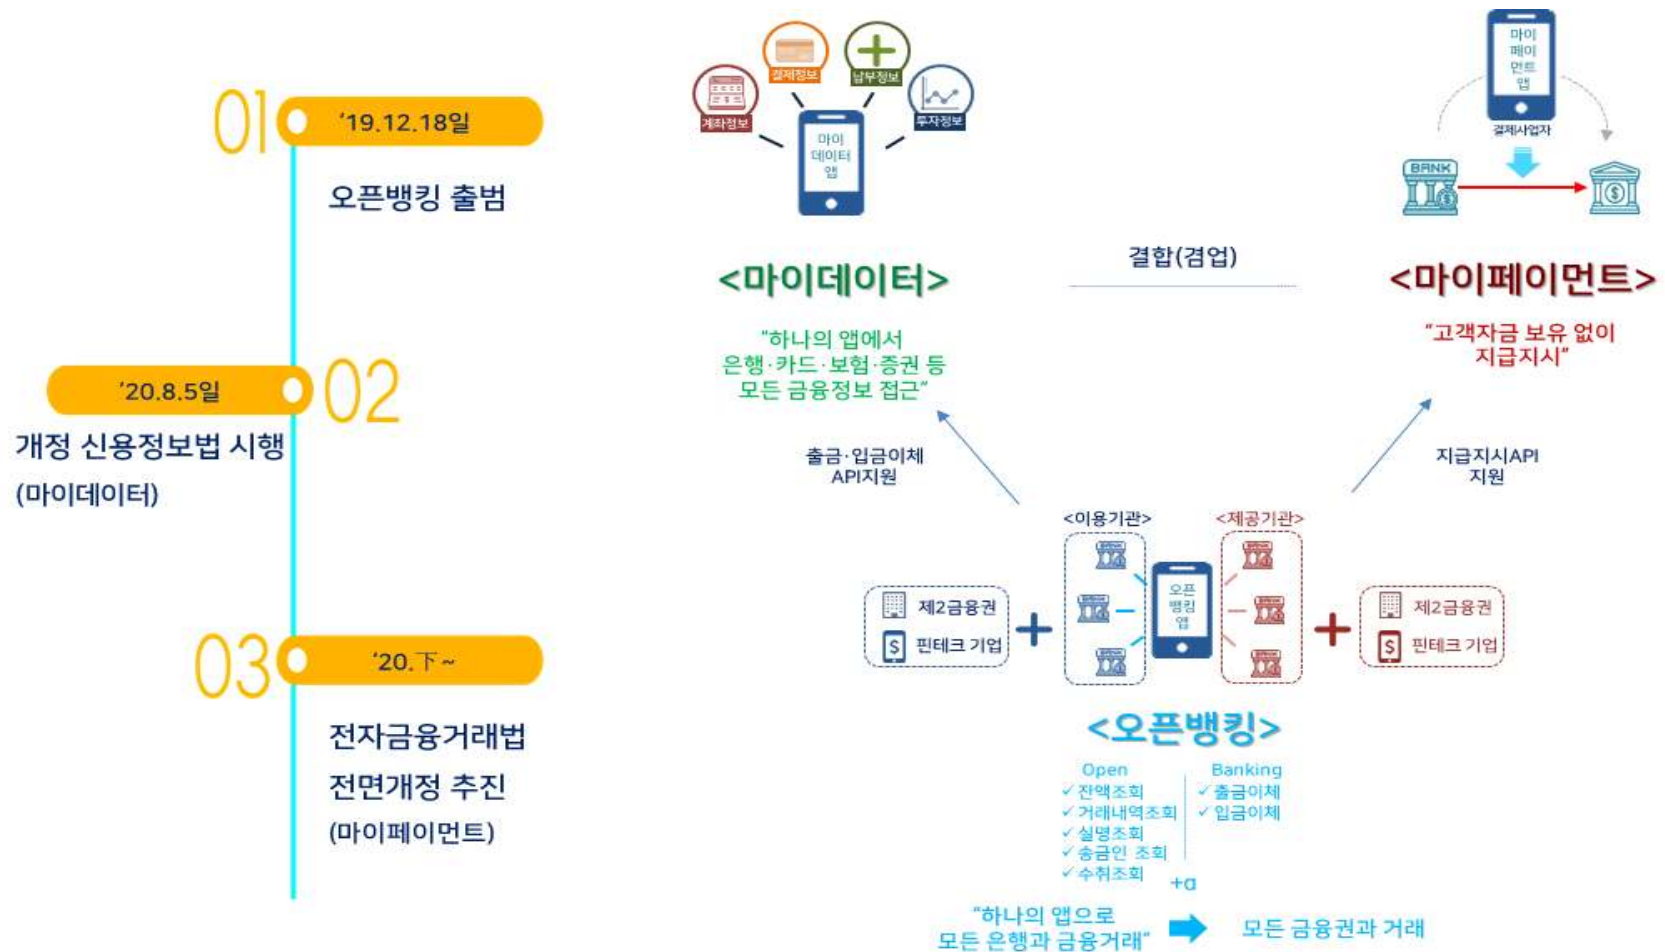 01
'19.12.18일
오픈뱅킹 출범
'20.8.5일
02
개정 신용정보법 시행
(마이데이터)
03
'20.下~
전자금융거래법
전면개정 추진
(마이페이먼트)
계좌정보
결제정보
납부정보
투자정보
마이
데이터
앱
<마이데이터>
"하나의 앱에서
은행·카드·보험·증권 등
모든 금융정보 접근"
결합(겸업)
마이
페이
먼트
앱
결제사업자
BANK
<마이페이먼트>
"고객자금 보유 없이
지급지시"
출금·입금이체
API지원
지급지시API
지원
<이용기관>
<제공기관>
제2금융권
핀테크 기업
오픈
뱅킹
앱
제2금융권
핀테크 기업
<오픈뱅킹>
Open
✓잔액조회
✓거래내역조회
✓실명조회
✓송금인 조회
✓수취조회
Banking
✓출금이체
✓입금이체
+α
"하나의 앱으로
모든 은행과 금융거래"
모든 금융권과 거래